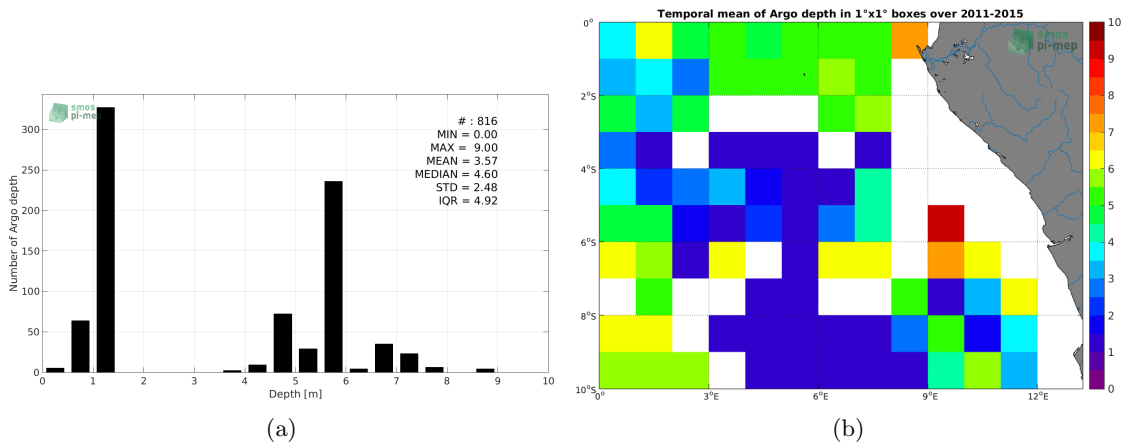 smos
pi-mep
# : 816
MIN = 0.00
MAX = 9.00
MEAN = 3.57
MEDIAN = 4.60
STD = 2.48
IQR = 4.92
Number of Argo depth
300
250
200
150
100
50
0
0 1 2 3 4 5 6 7 8 9 10
Depth [m]
(a)
Temporal mean of Argo depth in 1°x1° boxes over 2011-2015
smos
pi-mep
0°
2°S
4°S
6°S
8°S
10°S
0° 3°E 6°E 9°E 12°E
10
9
8
7
6
5
4
3
2
1
0
(b)